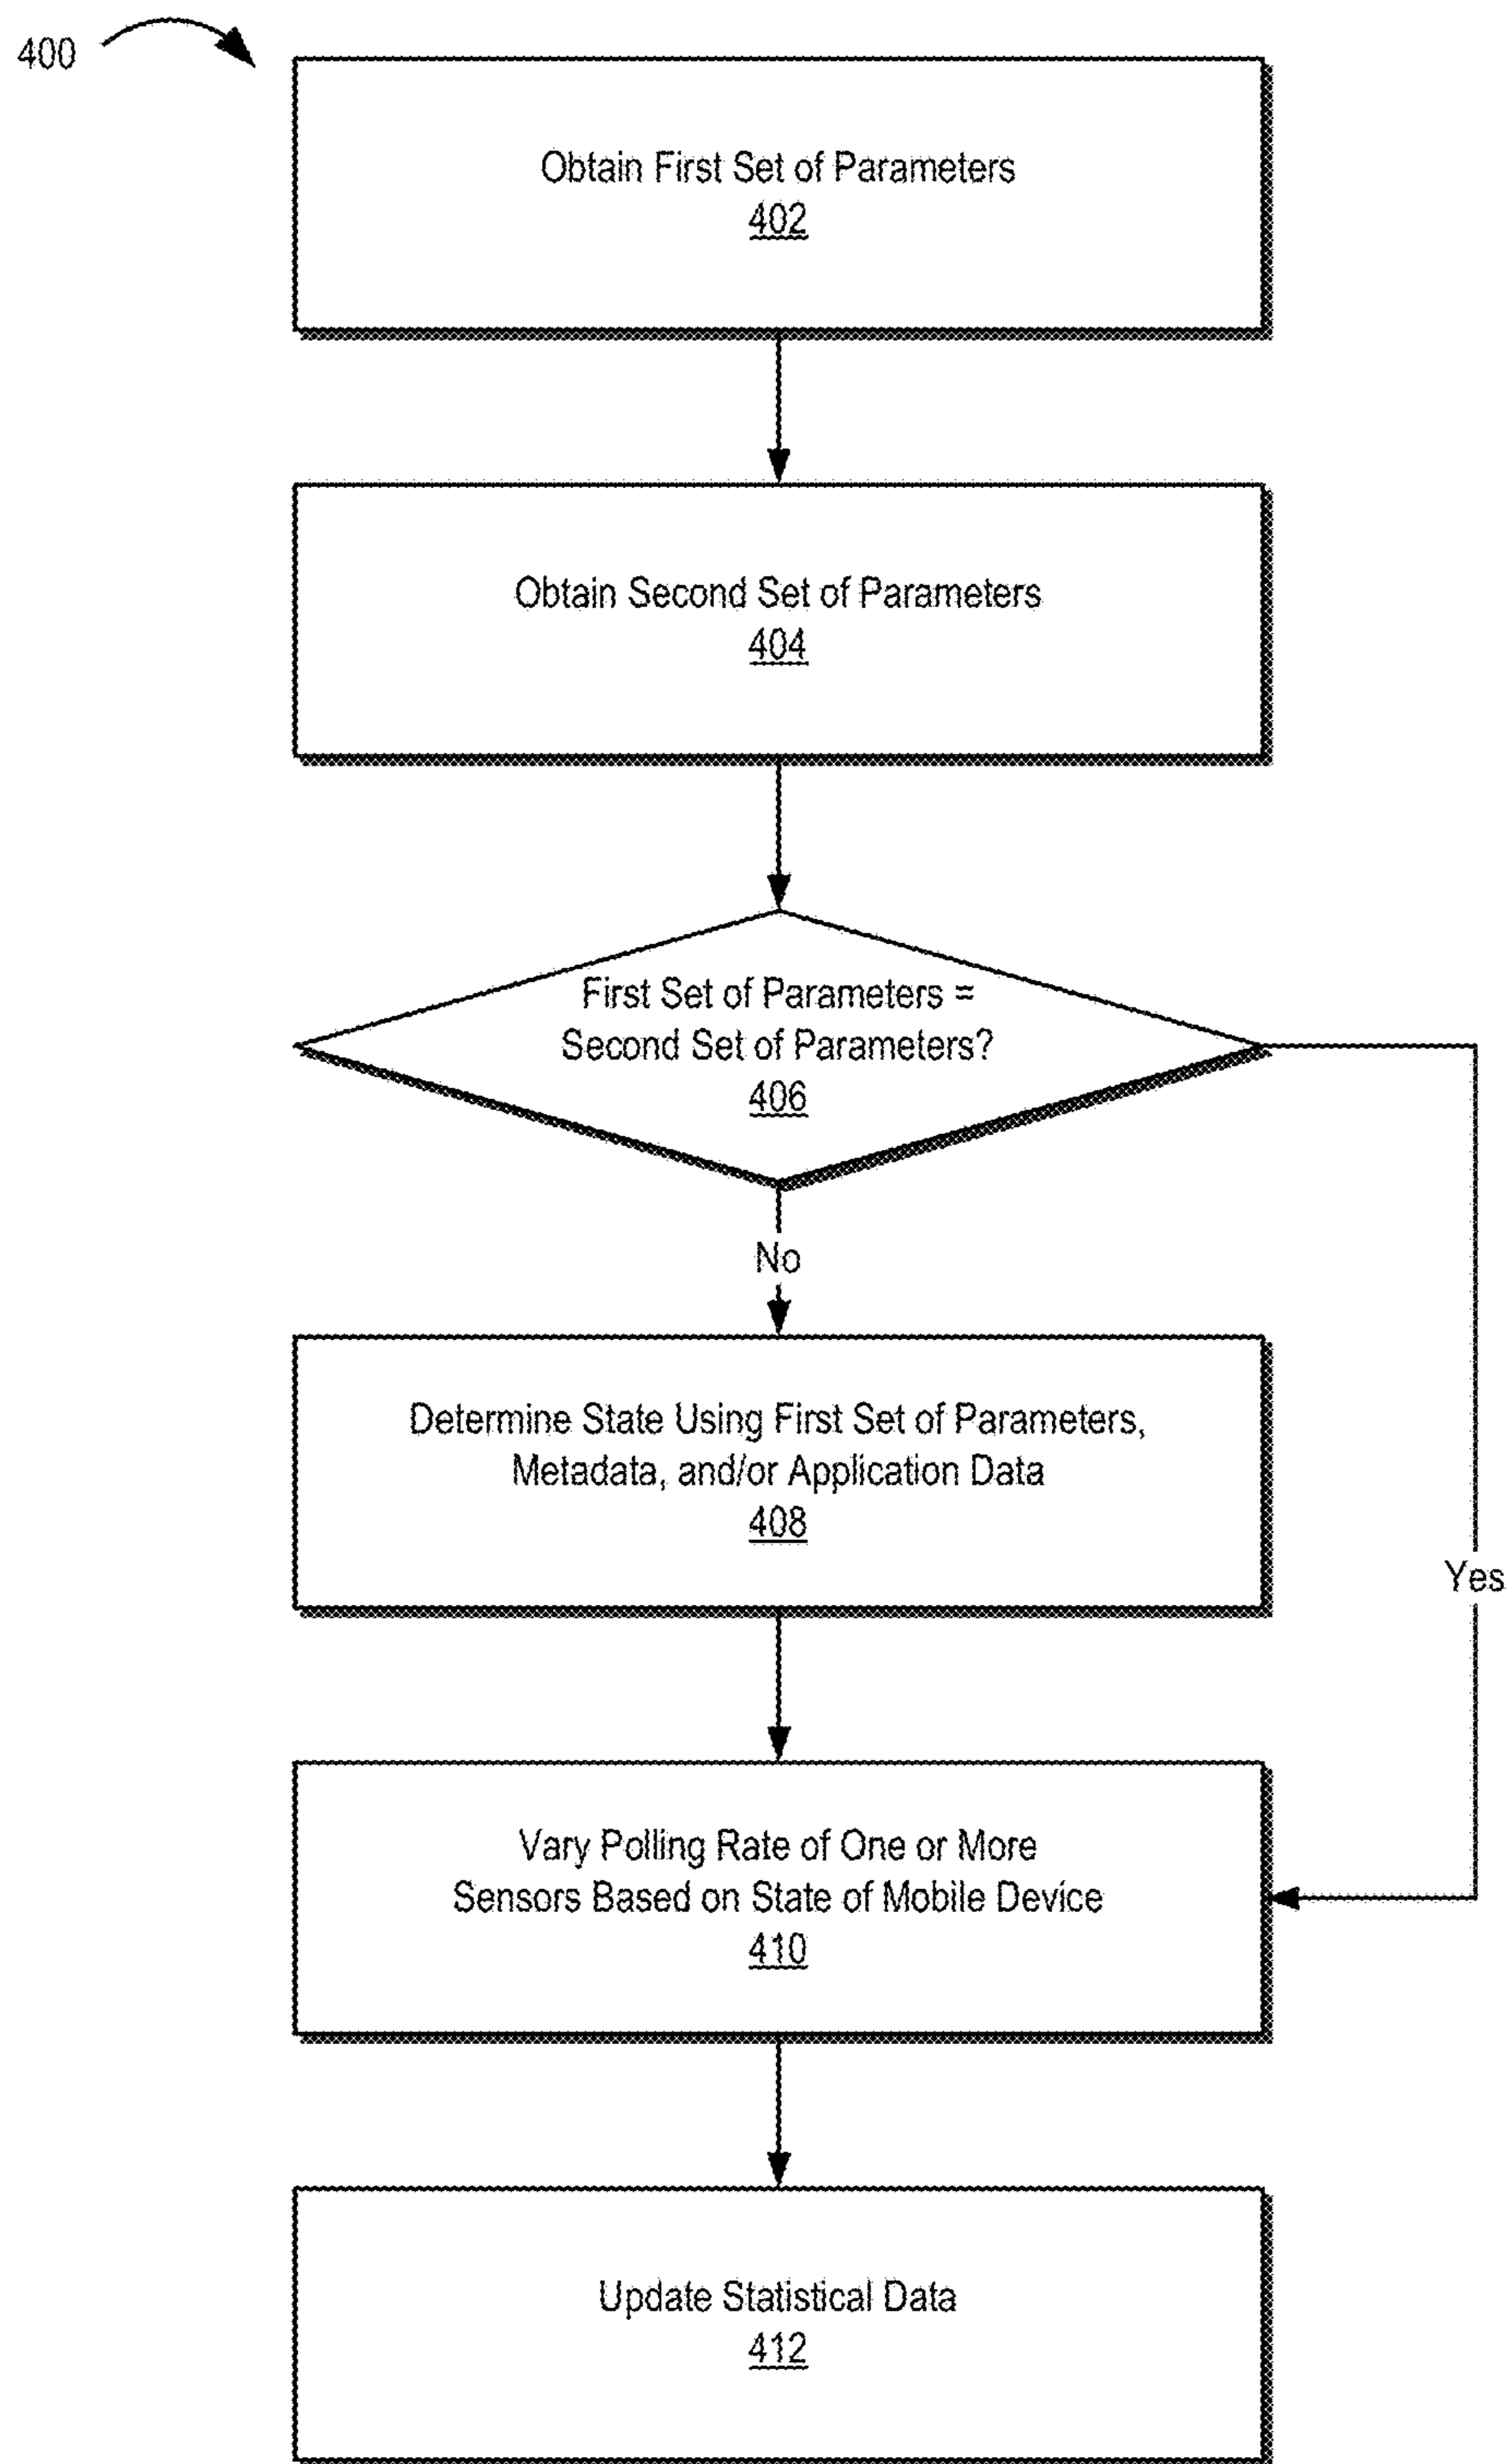 400
Obtain First Set of Parameters
402
Obtain Second Set of Parameters
404
First Set of Parameters =
Second Set of Parameters?
406
No
Determine State Using First Set of Parameters,
Metadata, and/or Application Data
408
Yes
Vary Polling Rate of One or More
Sensors Based on State of Mobile Device
410
Update Statistical Data
412